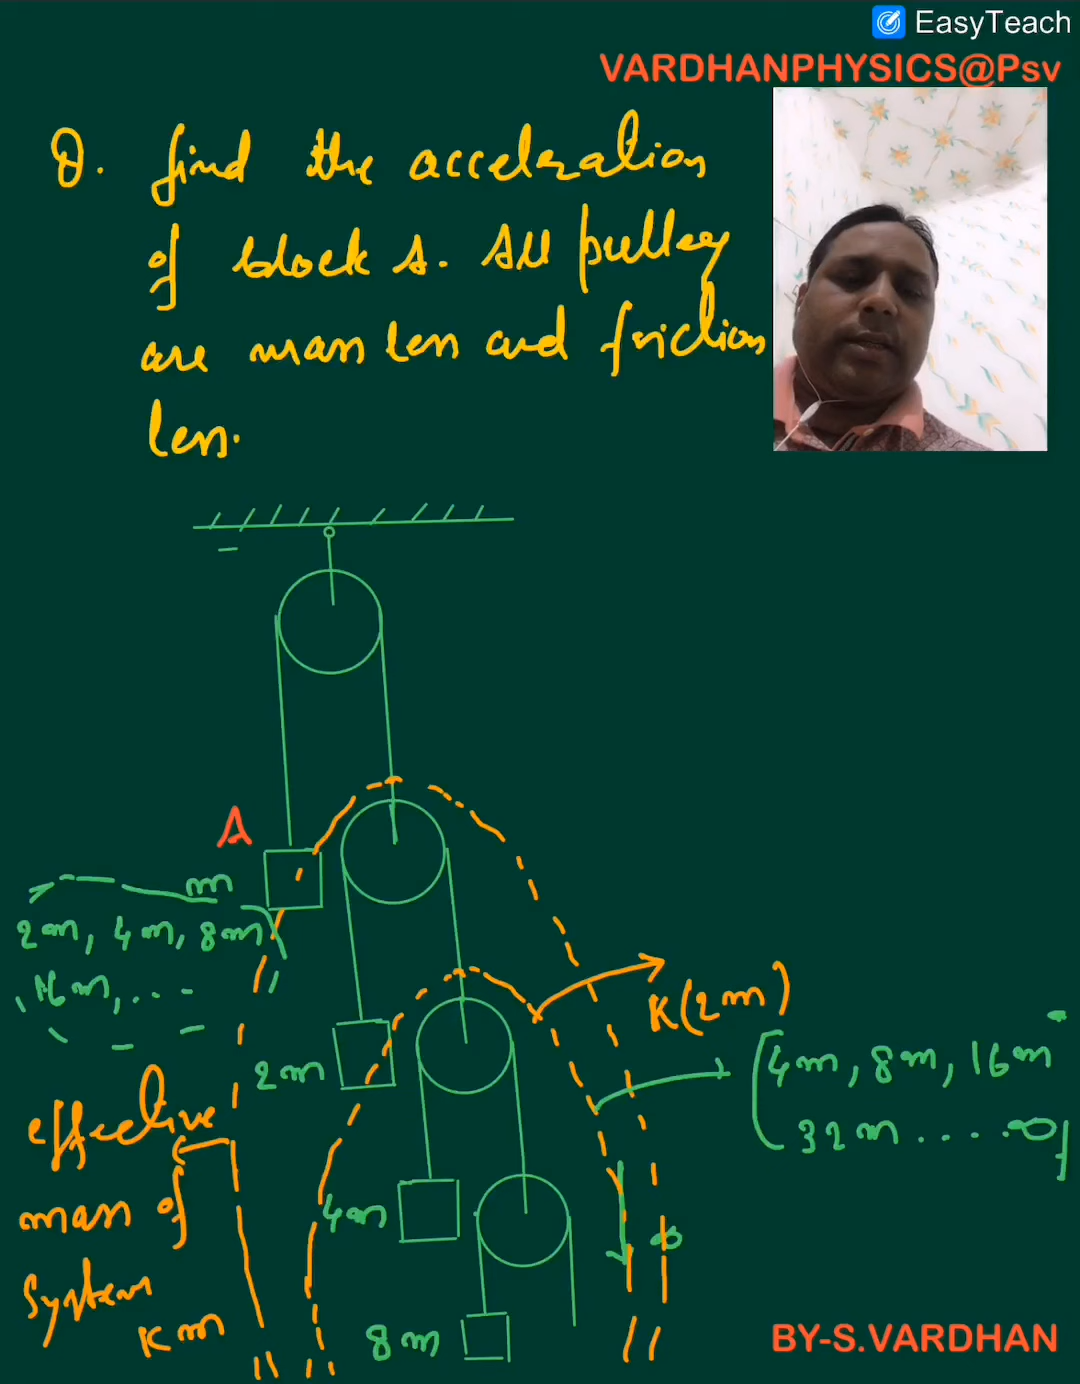 EasyTeach
VARDHANPHYSICS@Psv
Q. find the acceleration
of block A. All pulley
are mass less and friction
less.
A
m
2m, 4m, 8m
, 16m, ...
K(2m)
2m
4m, 8m, 16m
32m ..... ∞
effective
mass of
System
Km
4m
8m
BY-S.VARDHAN